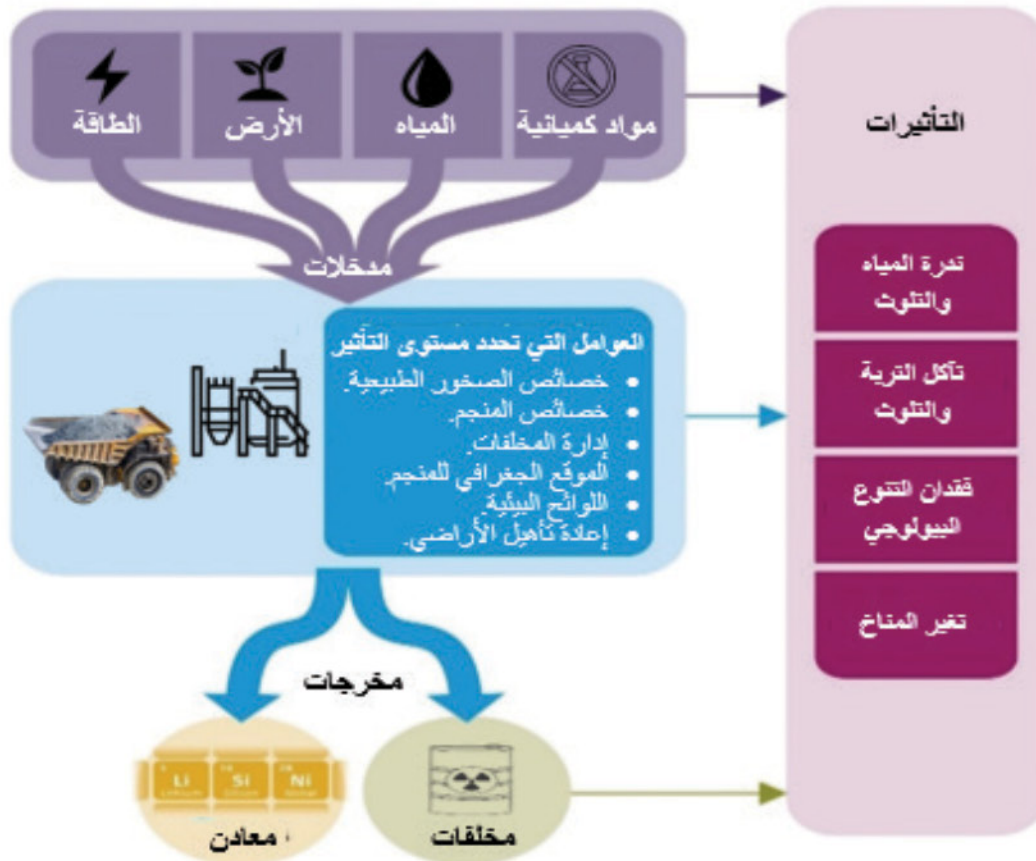 الطاقة
الأرض
المياه
مواد كميائية
مدخلات
العوامل التي تحدد مستوى التأثير
• خصائص الصخور الطبيعية.
• خصائص المنجم.
• إدارة المخلفات.
• الموقع الجغرافي للمنجم.
• اللوائح البيئية.
• إعادة تأهيل الأراضي.
مخرجات
Li
Si
Ni
معادن
مخلفات
التأثيرات
ندرة المياه
والتلوث
تآكل التربة
والتلوث
فقدان التنوع
البيولوجي
تغير المناخ